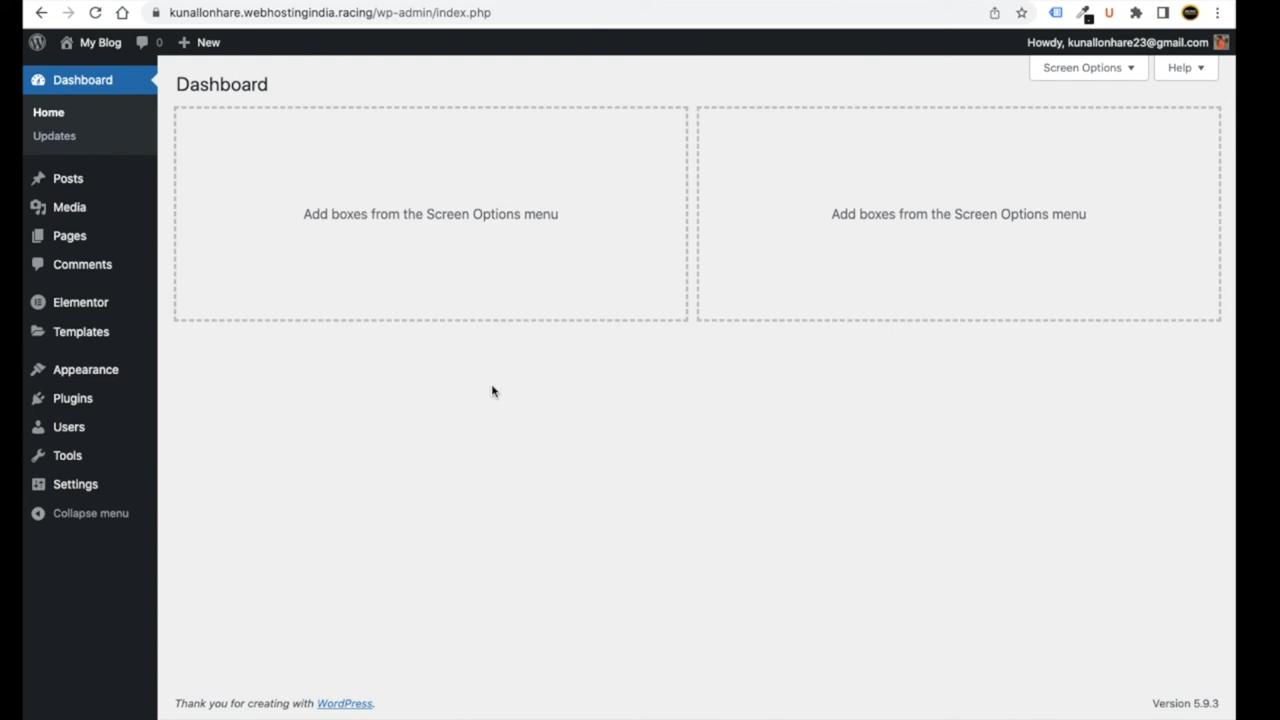 kunallonhare.webhostingindia.racing/wp-admin/index.php
My Blog 0 New
Howdy, kunallonhare23@gmail.com
Dashboard
Home
Updates
Posts
Media
Pages
Comments
Elementor
Templates
Appearance
Plugins
Users
Tools
Settings
Collapse menu
Screen Options Help
Dashboard
Add boxes from the Screen Options menu
Add boxes from the Screen Options menu
Thank you for creating with WordPress.
Version 5.9.3